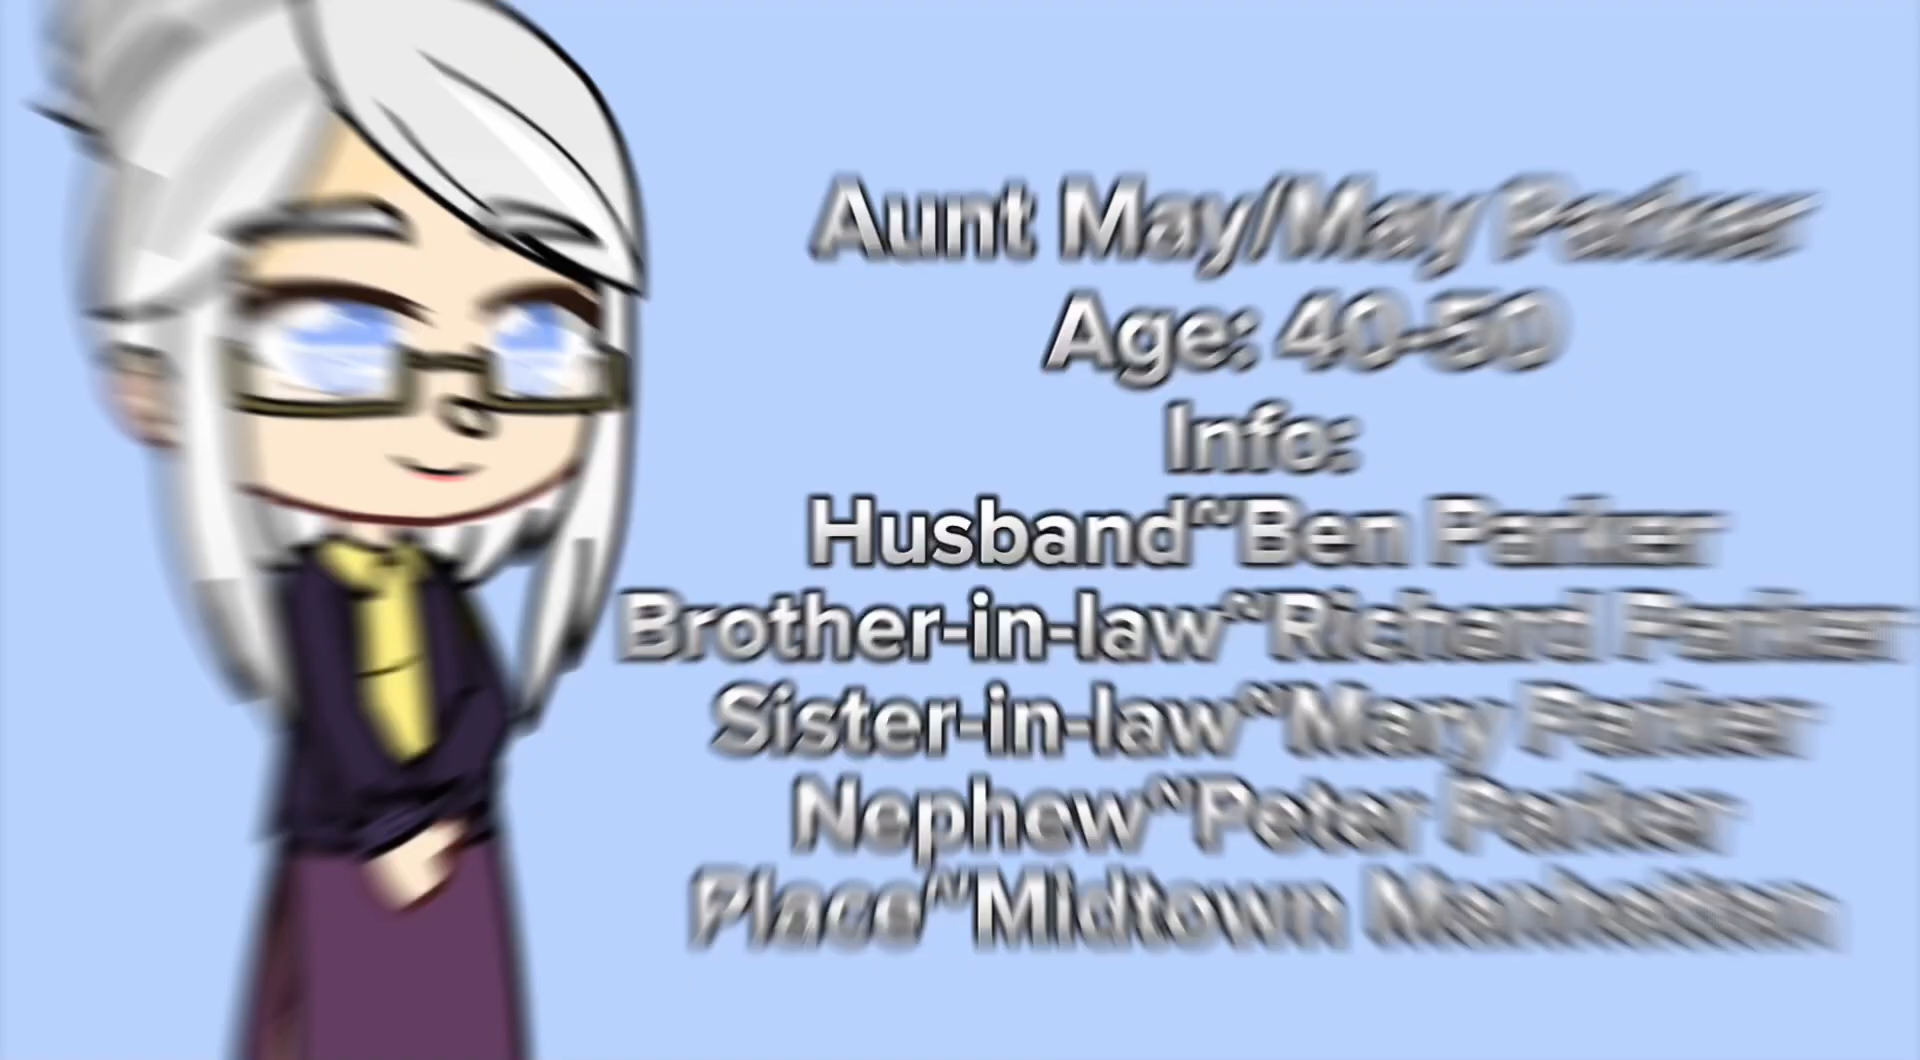 Aunt May/May Parker
Age: 40-50
Info:
Husband~Ben Parker
Brother-in-law~Richard Parker
Sister-in-law~Mary Parker
Nephew~Peter Parker
Place~Midtown Manhattan